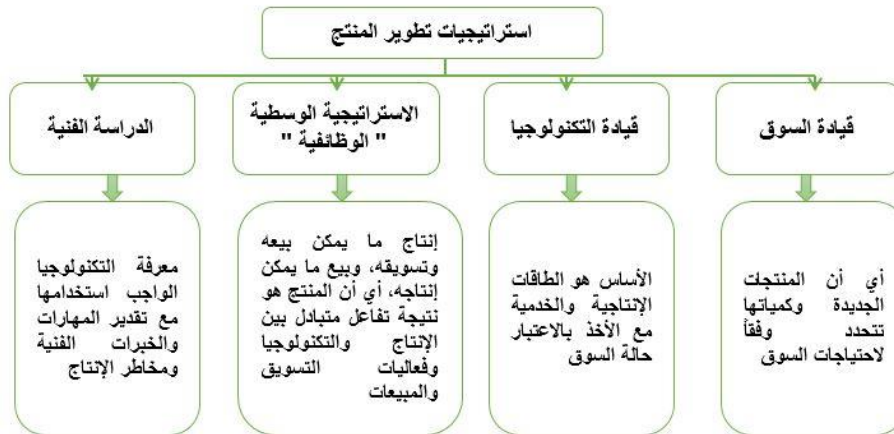 استراتيجيات تطوير المنتج
قيادة السوق
قيادة التكنولوجيا
الاستراتيجية الوسطية
" الوظائفية "
الدراسة الفنية
أي أن المنتجات
الجديدة وكمياتها
تتحدد وفقاً
لاحتياجات السوق
الأساس هو الطاقات
الإنتاجية والخدمية
مع الأخذ بالاعتبار
حالة السوق
إنتاج ما يمكن بيعه
وتسويقه، وبيع ما يمكن
إنتاجه، أي أن المنتج هو
نتيجة تفاعل متبادل بين
الإنتاج والتكنولوجيا
وفعاليات التسويق
والمبيعات
معرفة التكنولوجيا
الواجب استخدامها
مع تقدير المهارات
والخبرات الفنية
ومخاطر الإنتاج